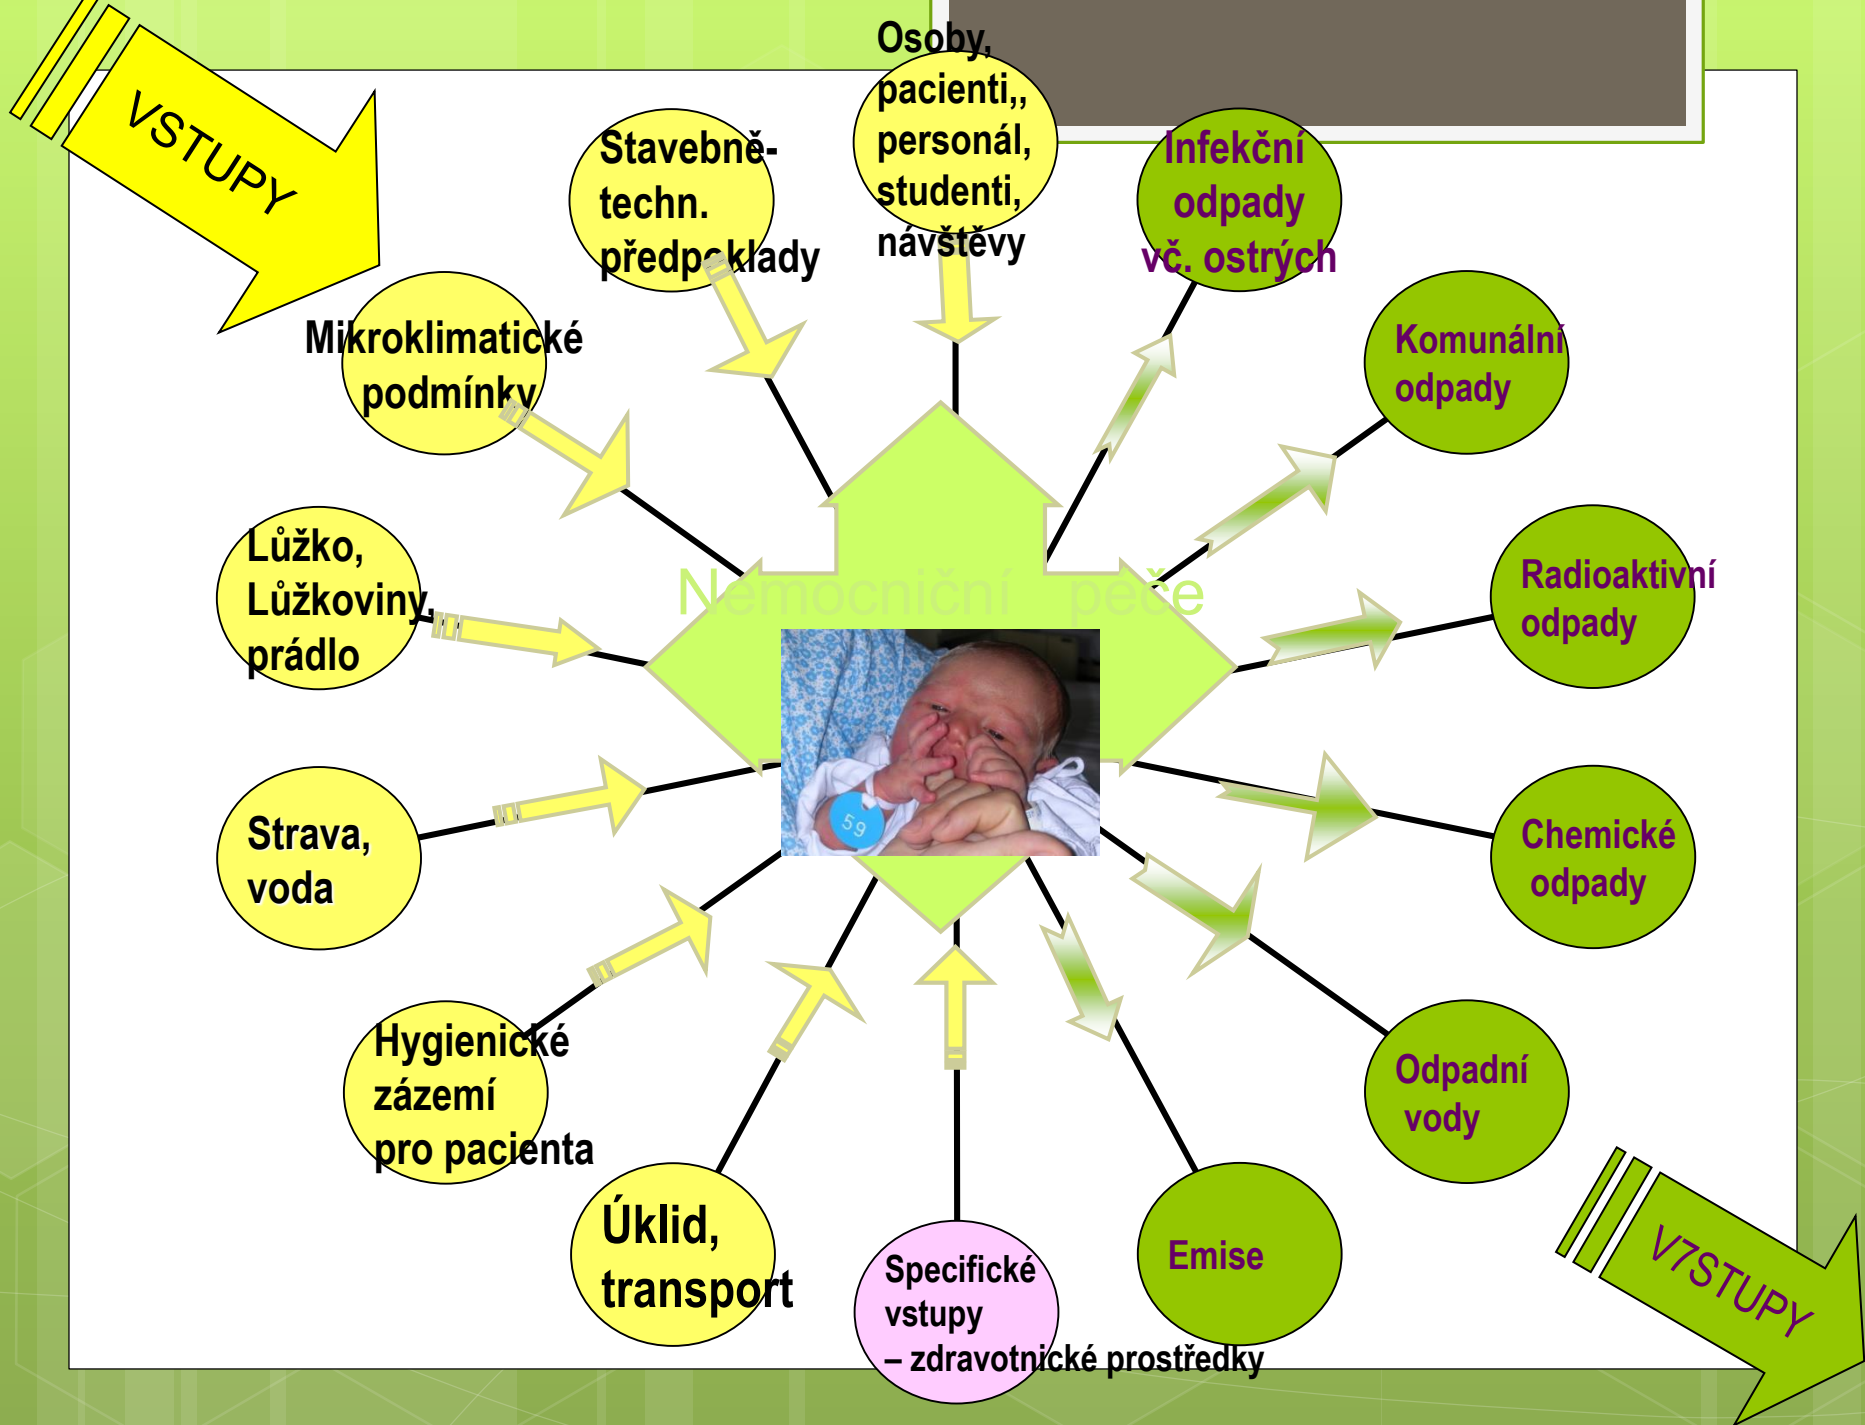 VSTUPY
Osoby,
pacienti,,
personál,
studenti,
návštěvy
Stavebně-
techn.
předpoklady
Infekční
odpady
vč. ostrých
Mikroklimatické
podmínky
Komunální
odpady
Lůžko,
Lůžkoviny,
prádlo
Nemocniční péče
Radioaktivní
odpady
59
Strava,
voda
Chemické
odpady
Hygienické
zázemí
pro pacienta
Odpadní
vody
Úklid,
transport
Specifické
vstupy
– zdravotnické prostředky
Emise
V7STUPY